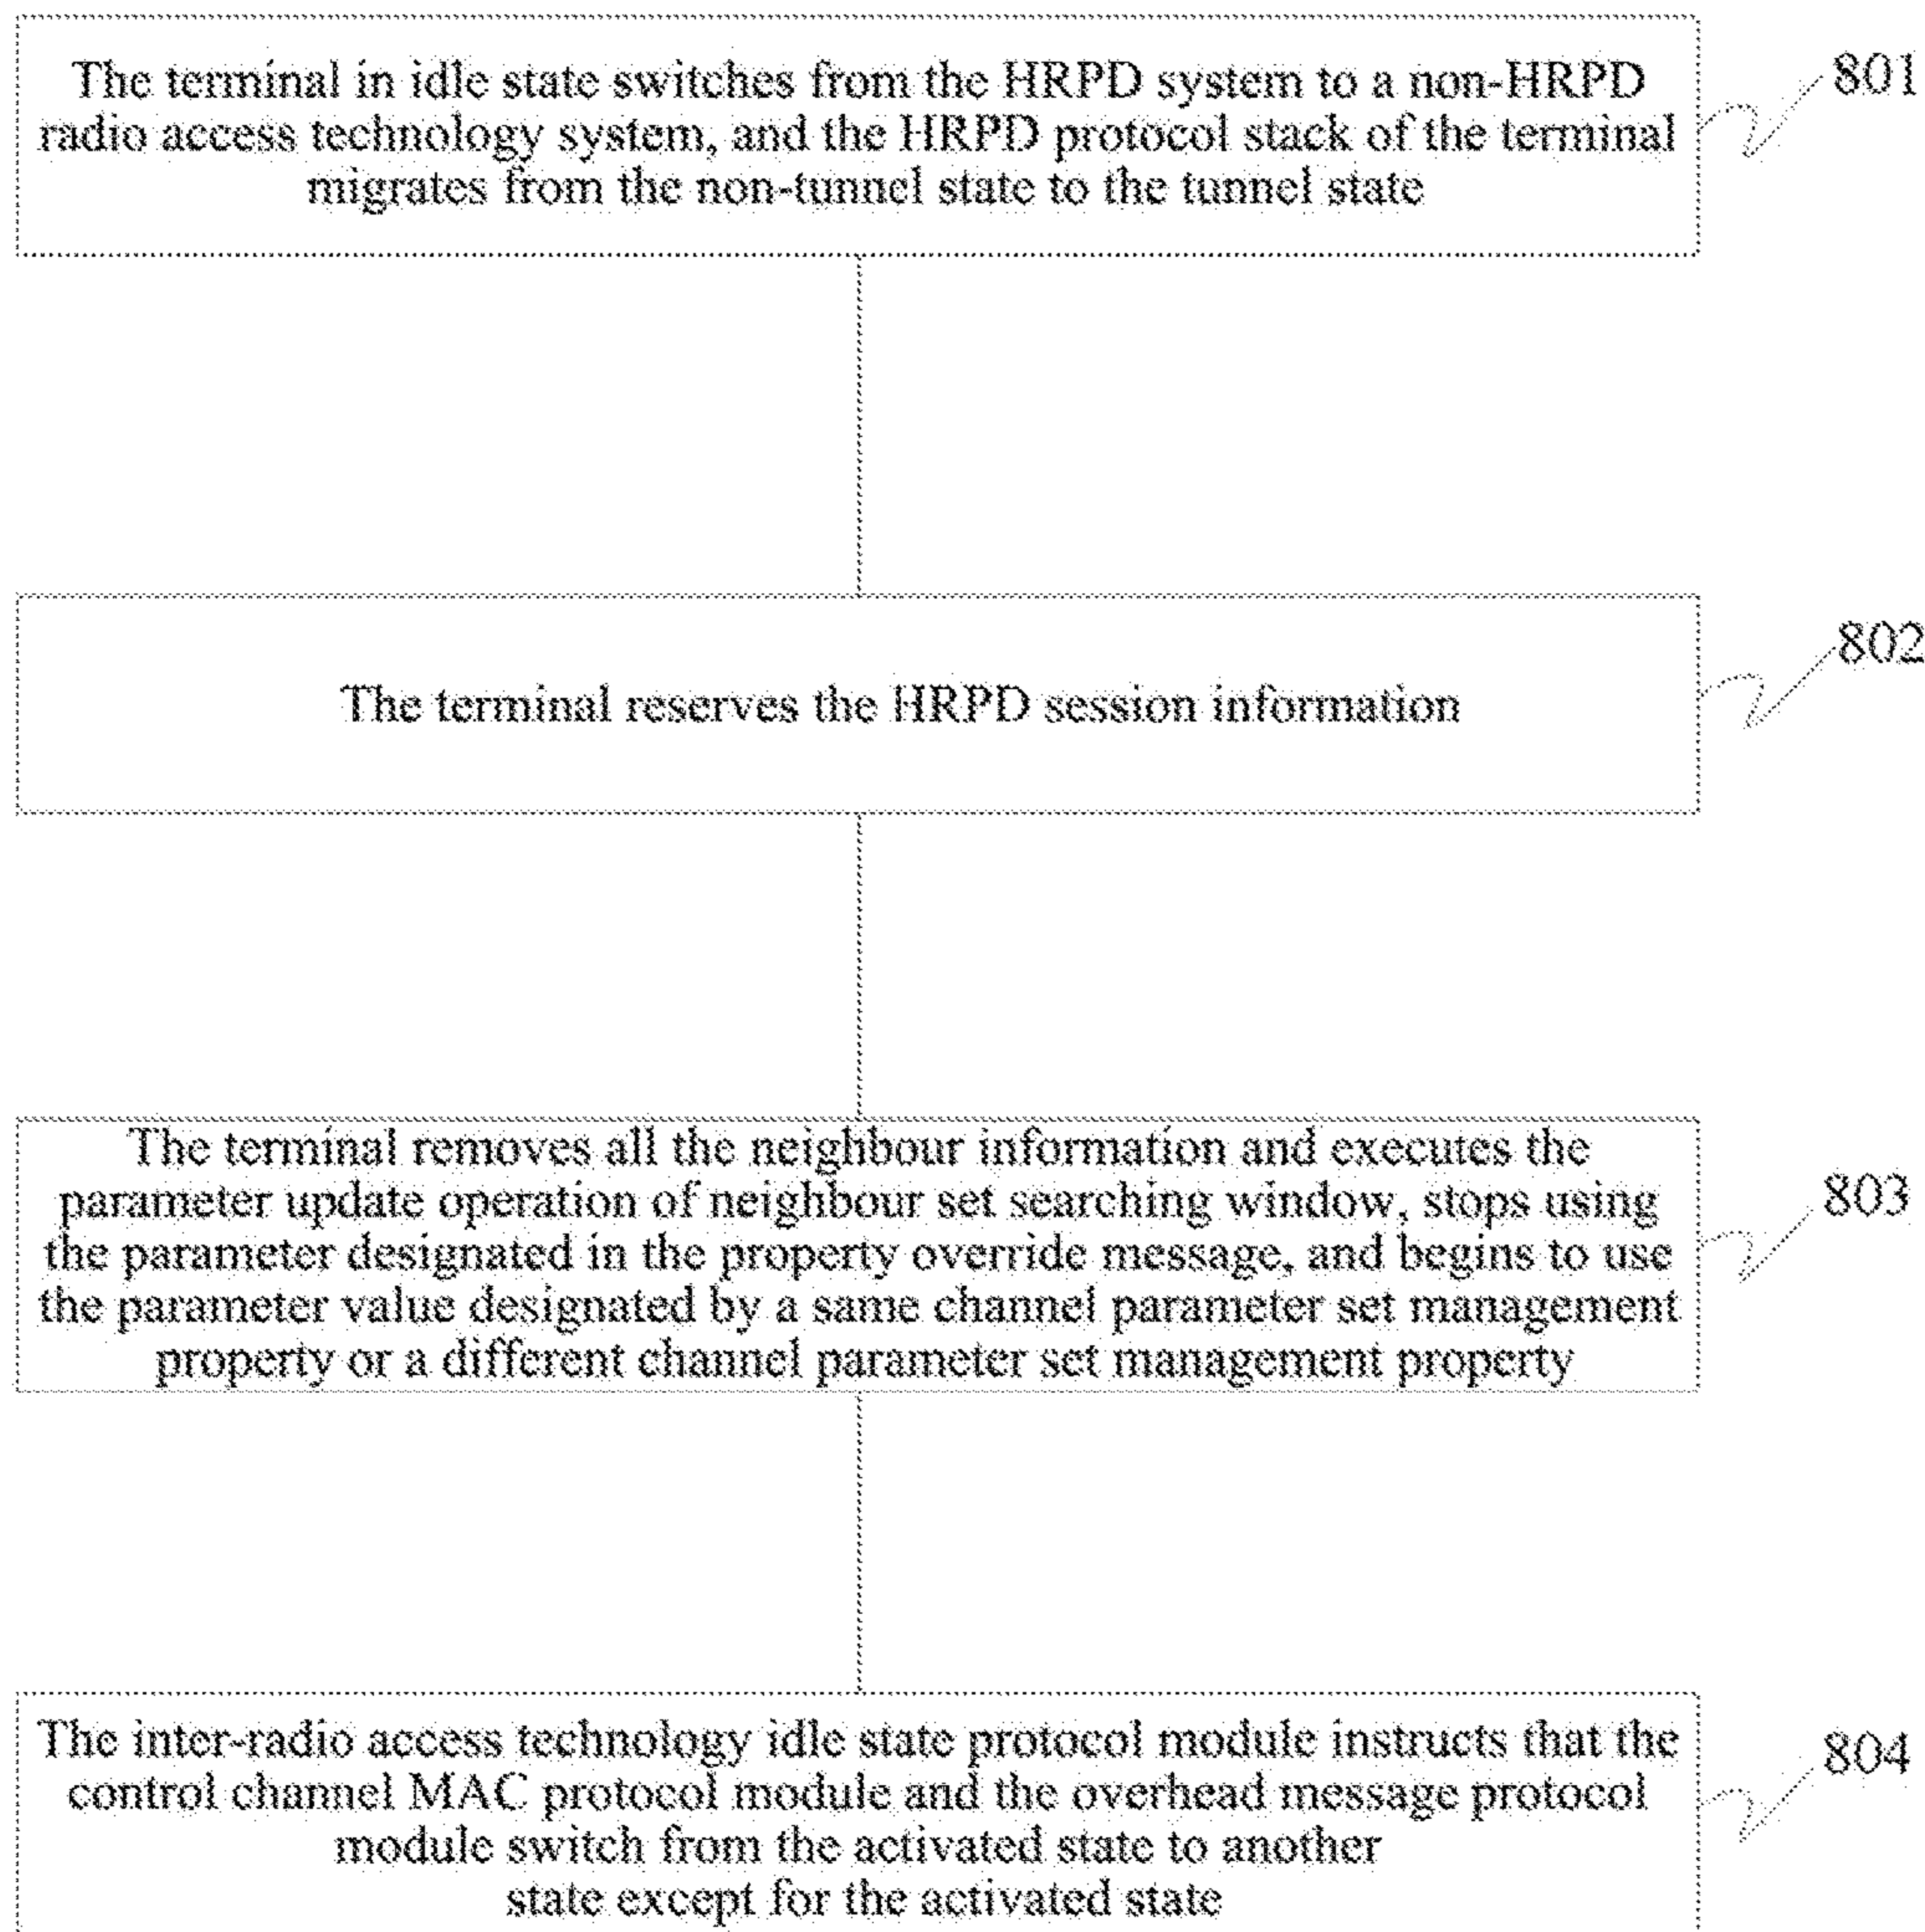 The terminal in idle state switches from the HRPD system to a non-HRPD
radio access technology system, and the HRPD protocol stack of the terminal
migrates from the non-tunnel state to the tunnel state
801
The terminal reserves the HRPD session information
802
The terminal removes all the neighbour information and executes the
parameter update operation of neighbour set searching window, stops using
the parameter designated in the property override message, and begins to use
the parameter value designated by a same channel parameter set management
property or a different channel parameter set management property
803
The inter-radio access technology idle state protocol module instructs that the
control channel MAC protocol module and the overhead message protocol
module switch from the activated state to another
state except for the activated state
804